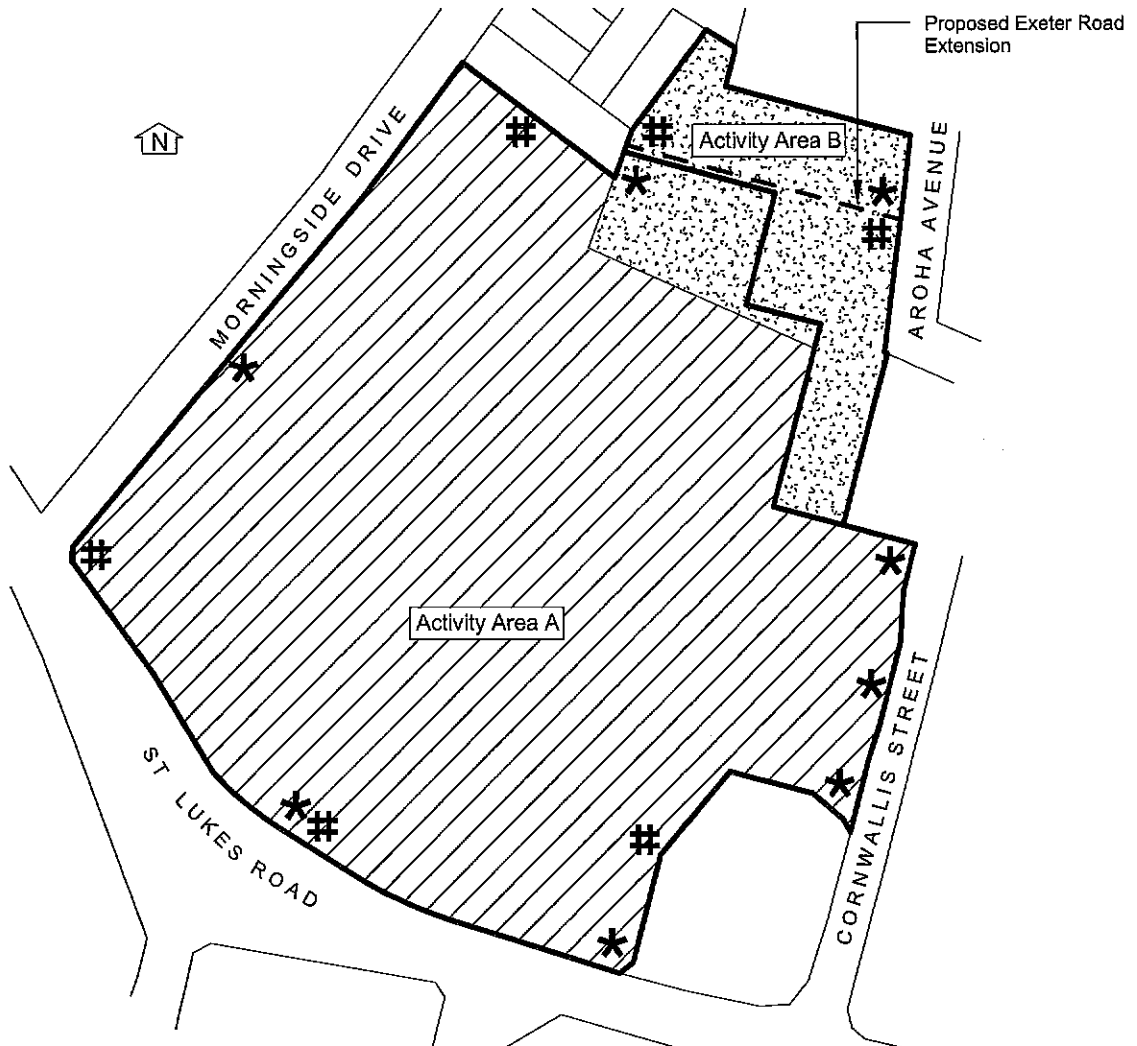 Proposed Exeter Road
Extension
N
Activity Area B
MORNINGSIDE DRIVE
AROHA AVENUE
Activity Area A
ST LUKES ROAD
CORNWALLIS STREET